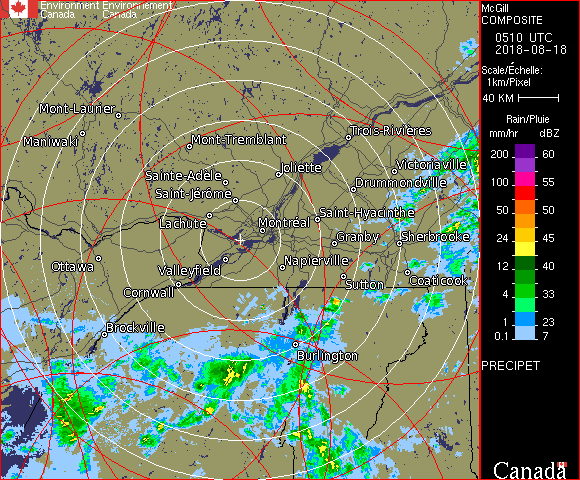 Environment Environnement
Canada Canada
McGill
COMPOSITE
0510 UTC
2018-08-18
Scale/Échelle:
1km/Pixel
40 KM
Rain/Pluie
mm/hr dBZ
200 60
100 55
50 50
24 45
12 40
4 33
1 23
0.1 7
PRECIPET
Canada
Mont-Laurier
Maniwaki
Mont-Tremblant
Trois-Rivières
Sainte-Adèle
Joliette
Victoriaville
Saint-Jérôme
Drummondville
Lachute
Montréal
Saint-Hyacinthe
Granby
Sherbrooke
Ottawa
Valleyfield
Napierville
Cornwall
Sutton
Coaticook
Brockville
Burlington